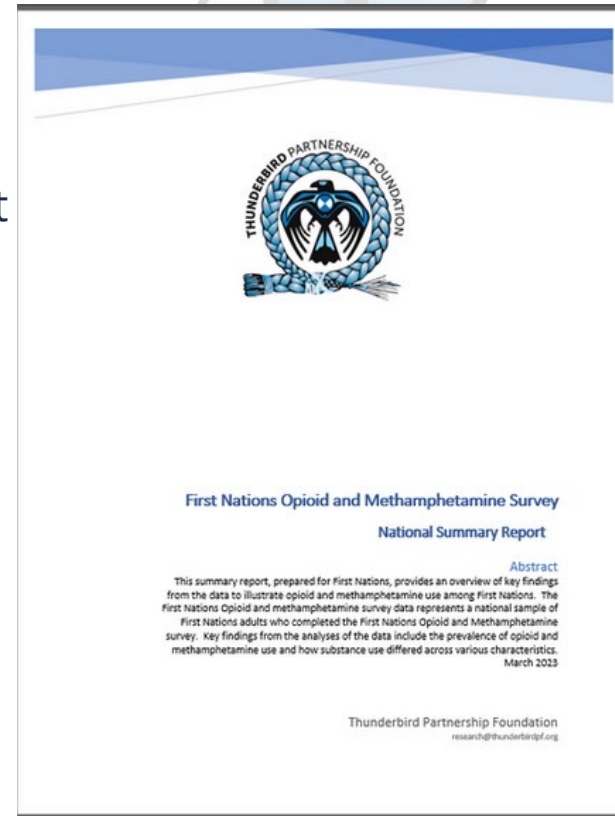 t
THUNDERBIRD PARTNERSHIP FOUNDATION
First Nations Opioid and Methamphetamine Survey
National Summary Report
Abstract
This summary report, prepared for First Nations, provides an overview of key findings
from the data to illustrate opioid and methamphetamine use among First Nations. The
First Nations Opioid and methamphetamine survey data represents a national sample of
First Nations adults who completed the First Nations Opioid and Methamphetamine
survey. Key findings from the analyses of the data include the prevalence of opioid and
methamphetamine use and how substance use differed across various characteristics.
March 2023
Thunderbird Partnership Foundation
research@thunderbirdpf.org